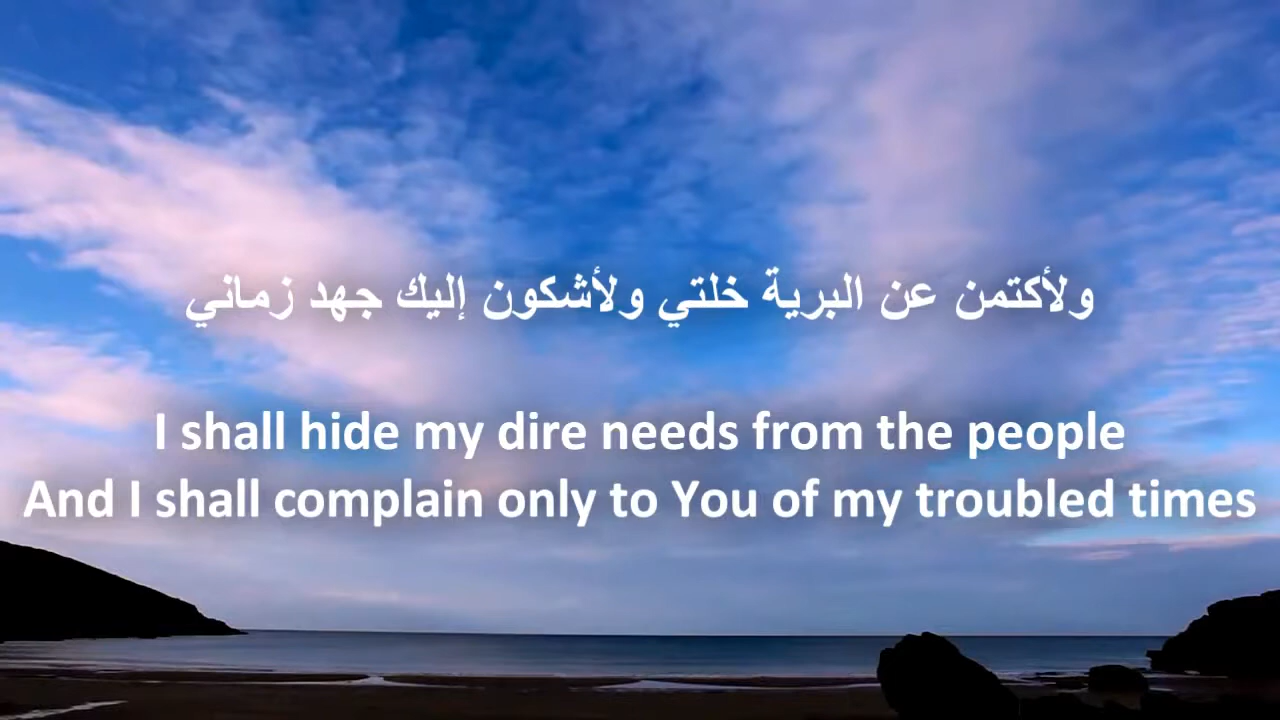 ولأكتمن عن البرية خلتي ولأشكون إليك جهد زماني
I shall hide my dire needs from the people
And I shall complain only to You of my troubled times